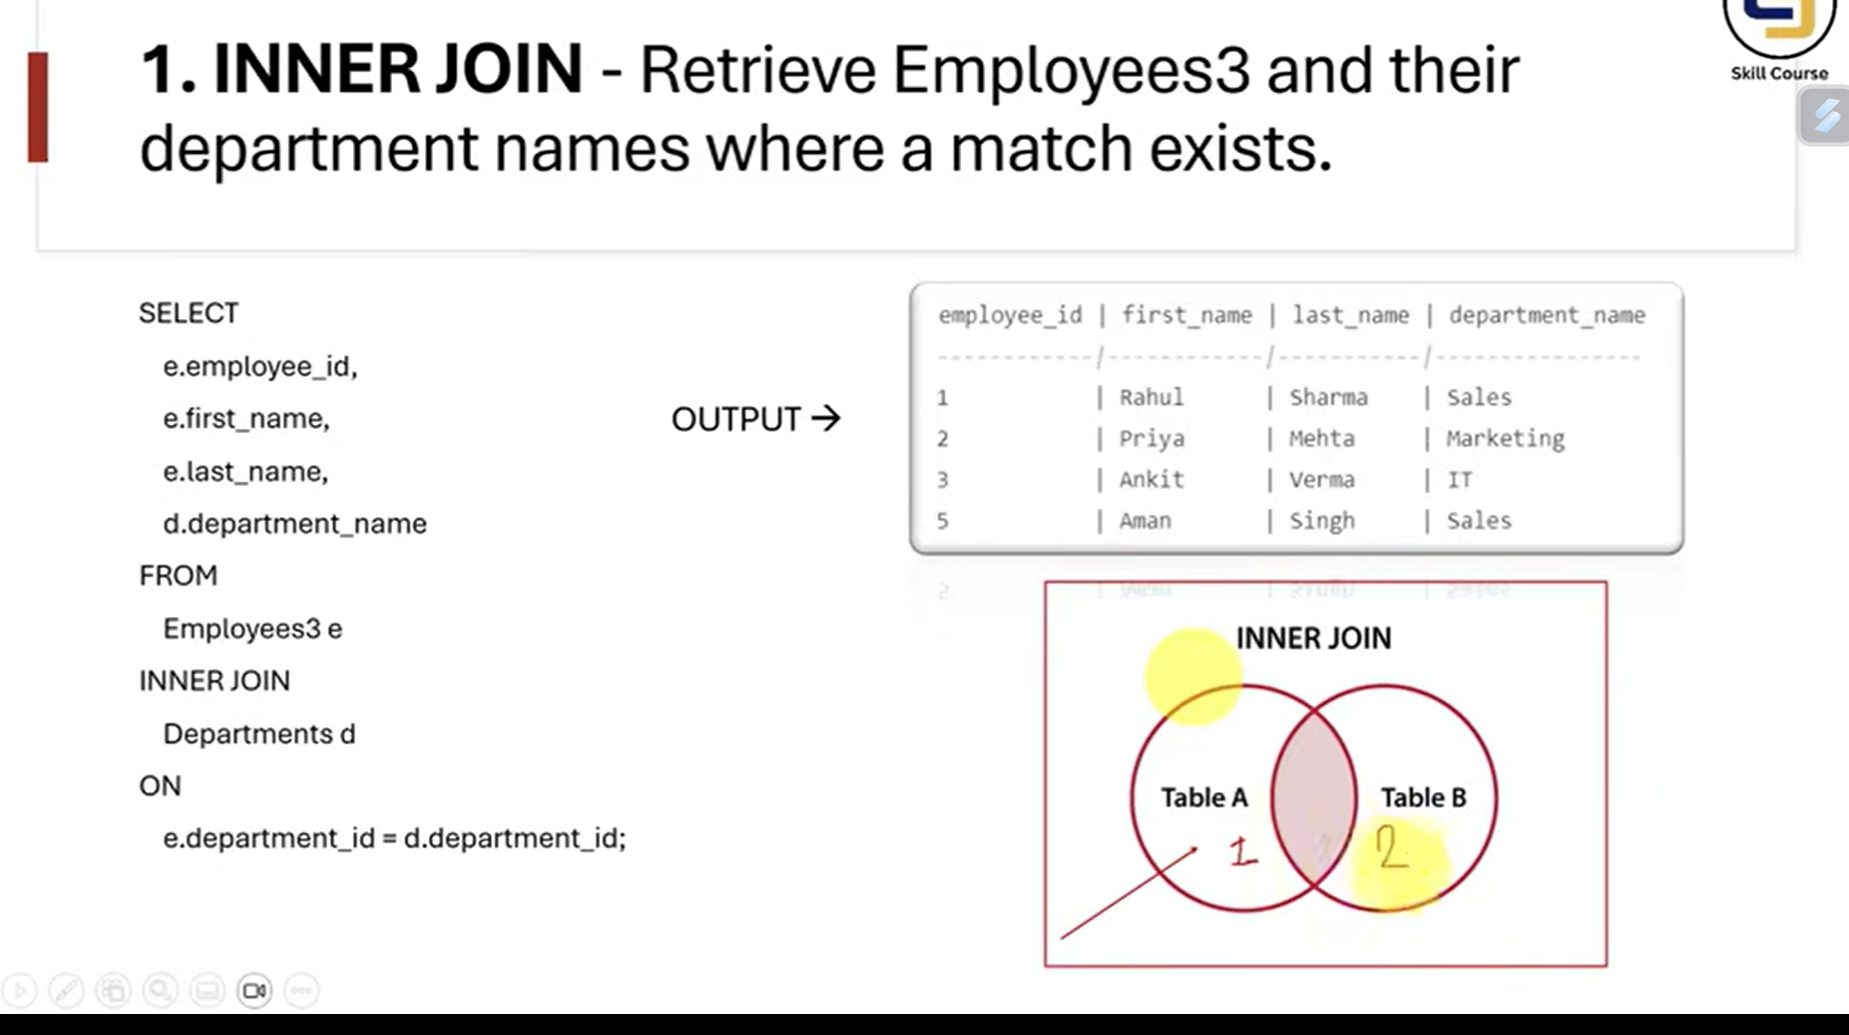 Skill Course
1. INNER JOIN - Retrieve Employees3 and their
department names where a match exists.
SELECT
e.employee_id,
e.first_name,
e.last_name,
d.department_name
FROM
Employees3 e
INNER JOIN
Departments d
ON
e.department_id = d.department_id;
OUTPUT →
employee_id | first_name | last_name | department_name
------------/------------/-----------/----------------
1 | Rahul | Sharma | Sales
2 | Priya | Mehta | Marketing
3 | Ankit | Verma | IT
5 | Aman | Singh | Sales
INNER JOIN
Table A Table B
1 2